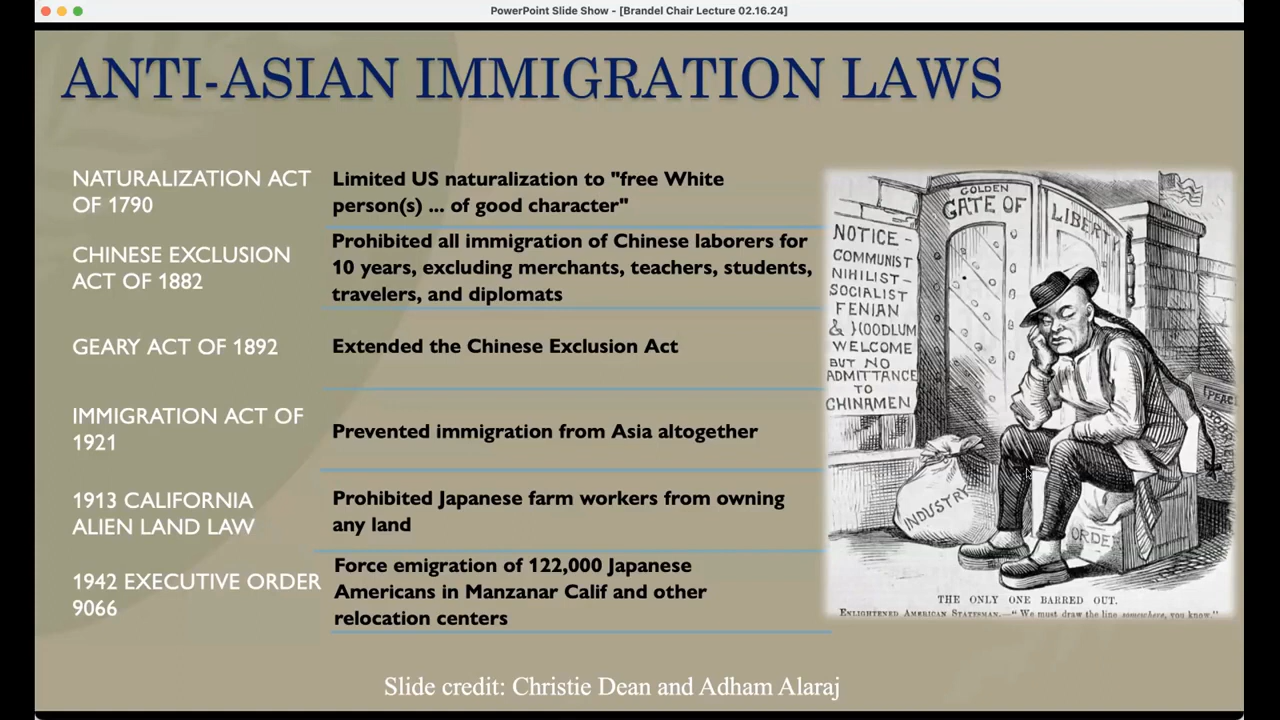 PowerPoint Slide Show - [Brandel Chair Lecture 02.16.24]
ANTI-ASIAN IMMIGRATION LAWS
NATURALIZATION ACT
OF 1790
Limited US naturalization to "free White
person(s) ... of good character"
CHINESE EXCLUSION
ACT OF 1882
Prohibited all immigration of Chinese laborers for
10 years, excluding merchants, teachers, students,
travelers, and diplomats
GEARY ACT OF 1892
Extended the Chinese Exclusion Act
IMMIGRATION ACT OF
1921
Prevented immigration from Asia altogether
1913 CALIFORNIA
ALIEN LAND LAW
Prohibited Japanese farm workers from owning
any land
1942 EXECUTIVE ORDER
9066
Force emigration of 122,000 Japanese
Americans in Manzanar Calif and other
relocation centers
GOLDEN
GATE OF
LIBERTY
NOTICE-
COMMUNIST
NIHILIST-
SOCIALIST
FENIAN
& HOODLUM
WELCOME
BUT NO
ADMITTANCE
TO
CHINAMEN
INDUSTRY
ORDER
PEACE
THE ONLY ONE BARRED OUT.
ENLIGHTENED AMERICAN STATESMAN.—"We must draw the line somewhere, you know."
Slide credit: Christie Dean and Adham Alaraj